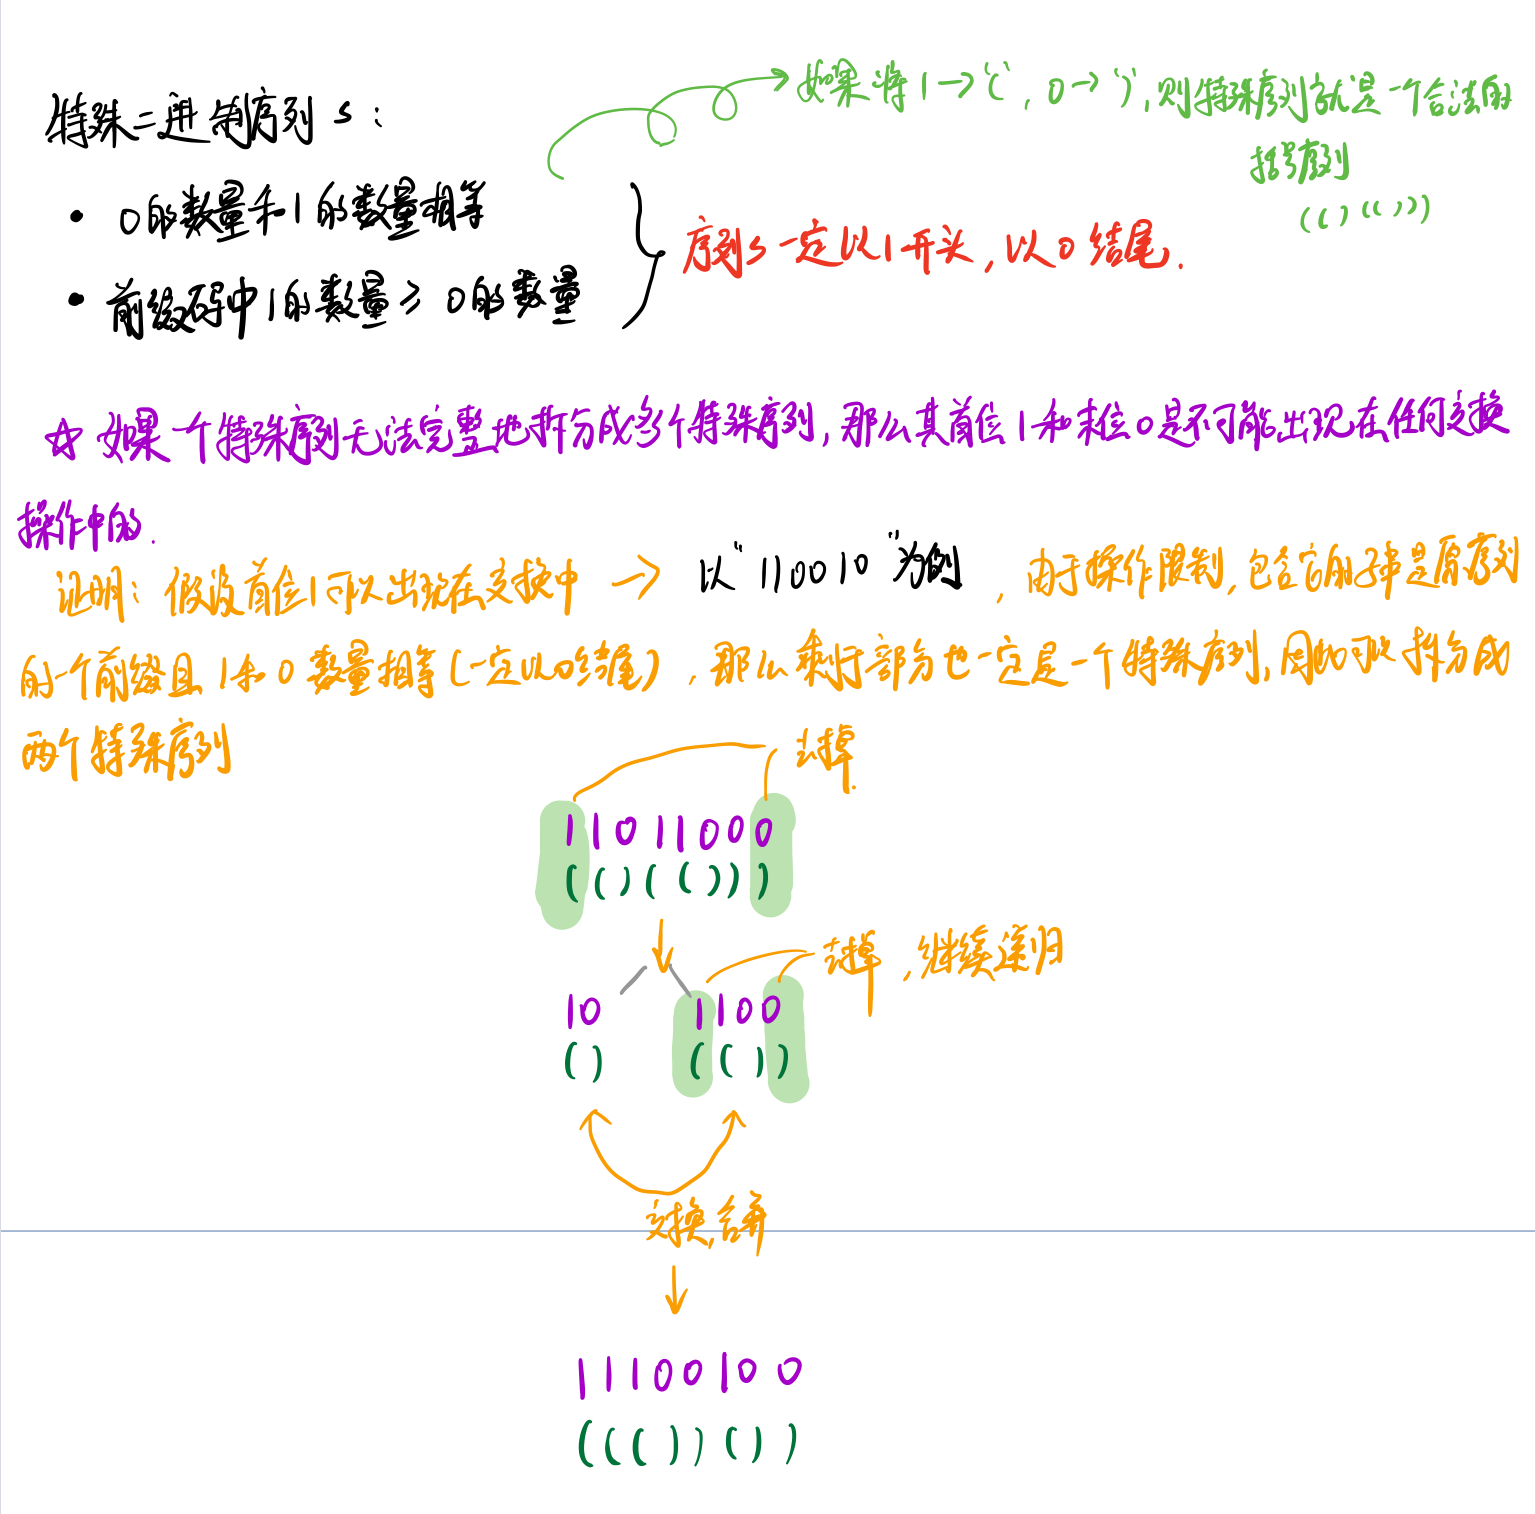 如果将1→'(', 0→')',则特殊序列就是一个合法的
括号序列
(()(()))
特殊二进制序列 s:
• 0的数量和1的数量相等
• 前缀码中1的数量≥0的数量
序列s一定以1开头,以0结尾.
☆ 如果一个特殊序列无法完整地拆分成多个特殊序列,那么其首位1和末位0是不可能出现在任何交换
操作中的.
证明: 假设首位1可以出现在交换中 → 以"110010"为例 , 由于操作限制, 包含它的子串是原序列
的一个前缀且1和0数量相等(一定以0结尾), 那么剩于部分也一定是一个特殊序列, 因此可以拆分成
两个特殊序列
去掉.
11011000
(()(()))
去掉, 继续递归
10 1100
() (())
交换,合并
11100100
((())())